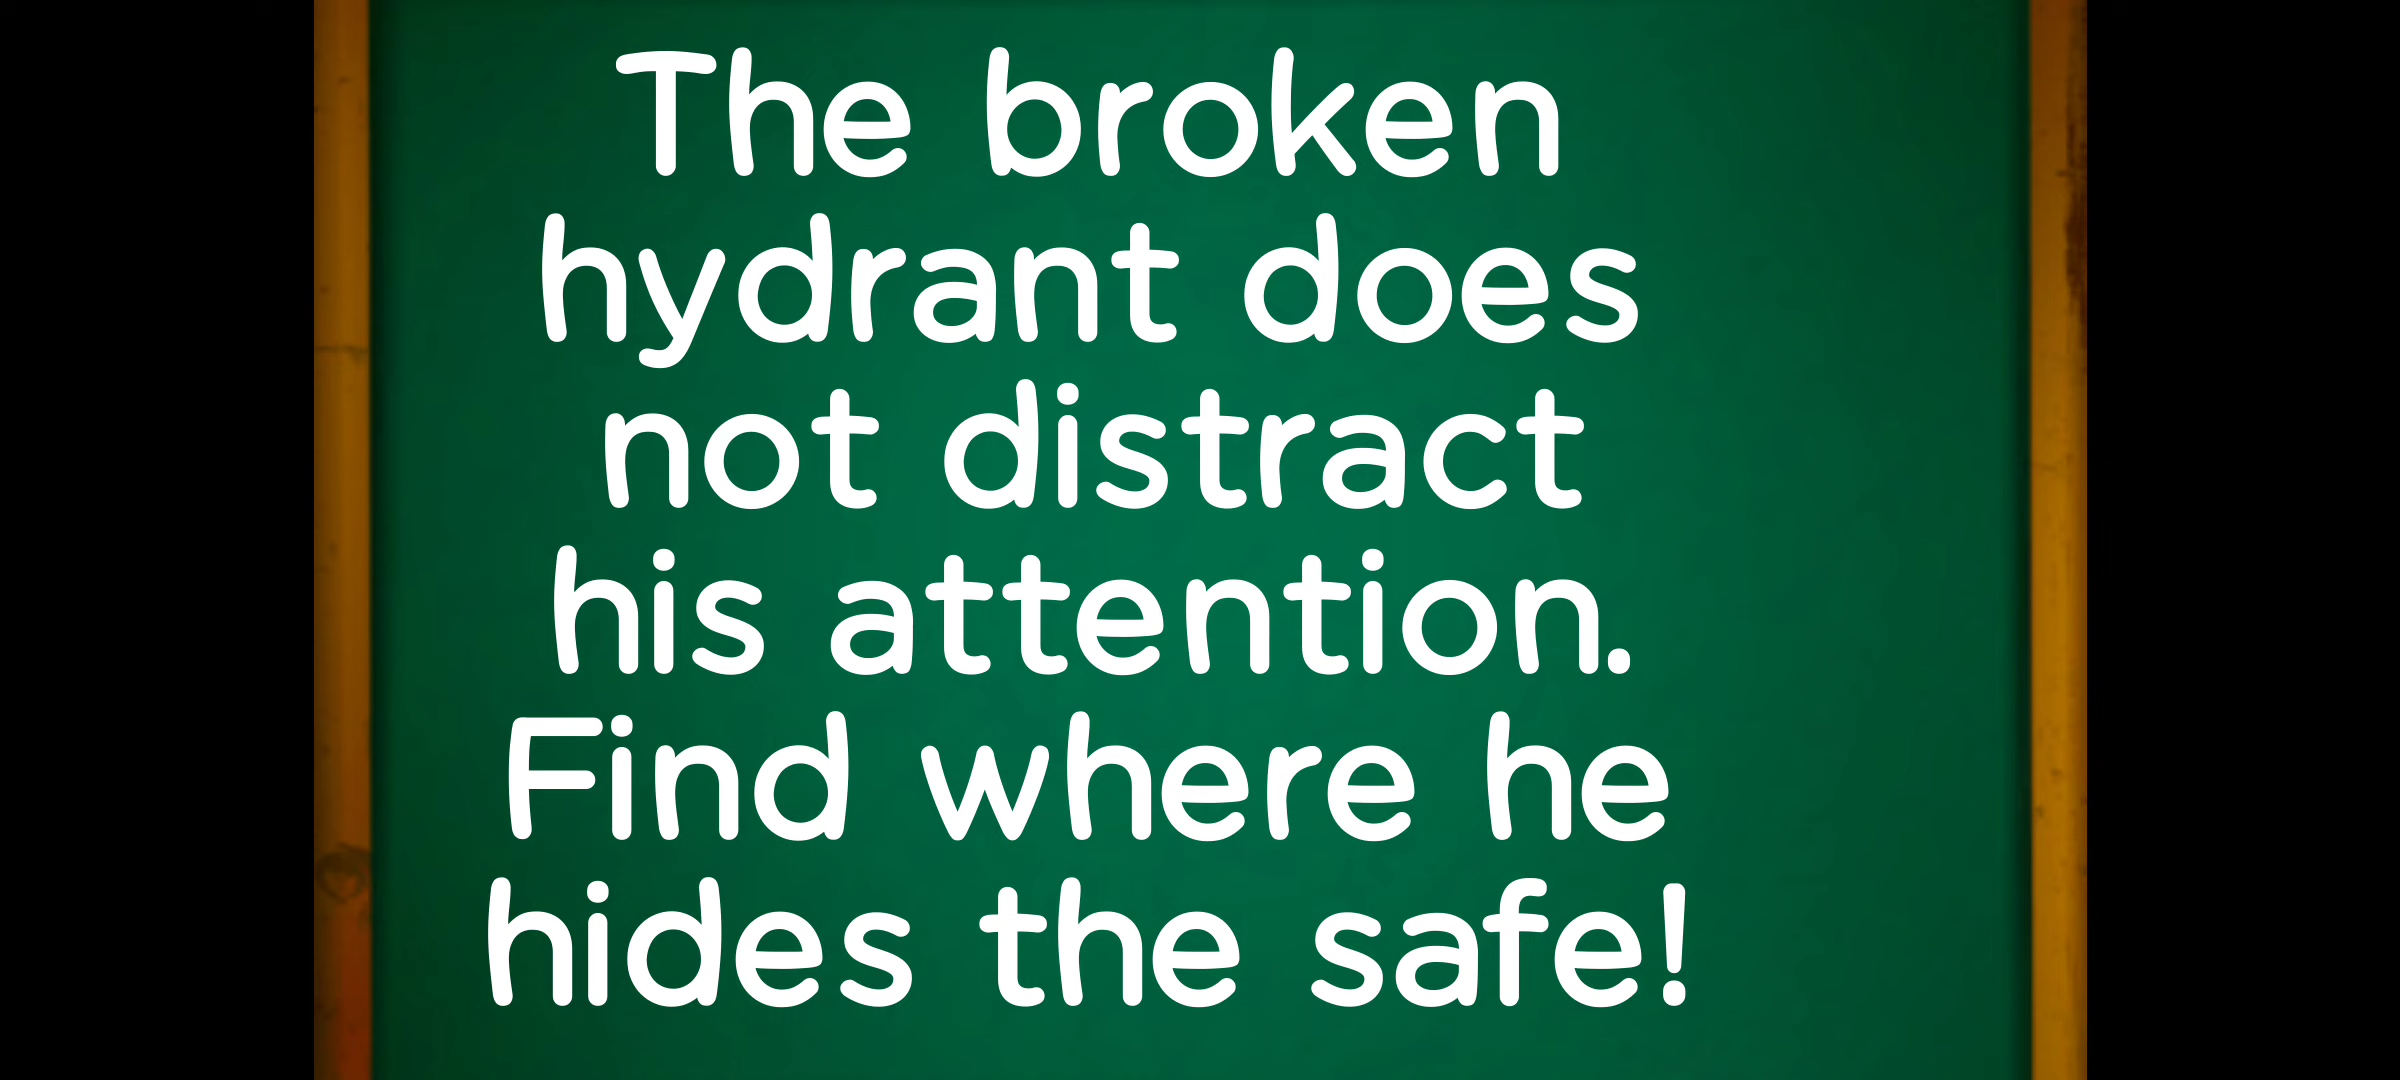 The broken
hydrant does
not distract
his attention.
Find where he
hides the safe!